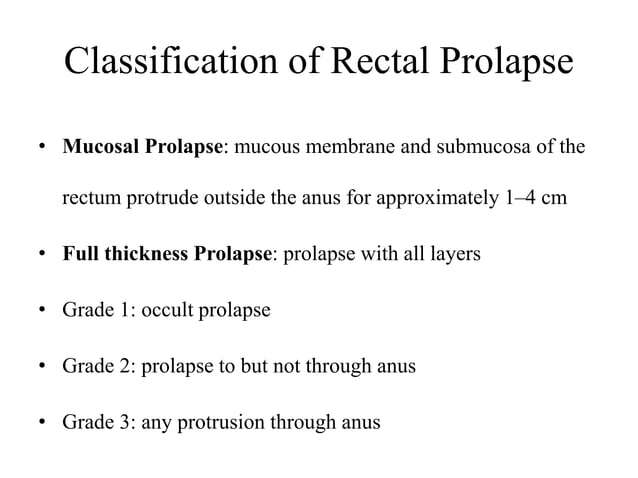 Classification of Rectal Prolapse
• Mucosal Prolapse: mucous membrane and submucosa of the
rectum protrude outside the anus for approximately 1–4 cm
• Full thickness Prolapse: prolapse with all layers
• Grade 1: occult prolapse
• Grade 2: prolapse to but not through anus
• Grade 3: any protrusion through anus